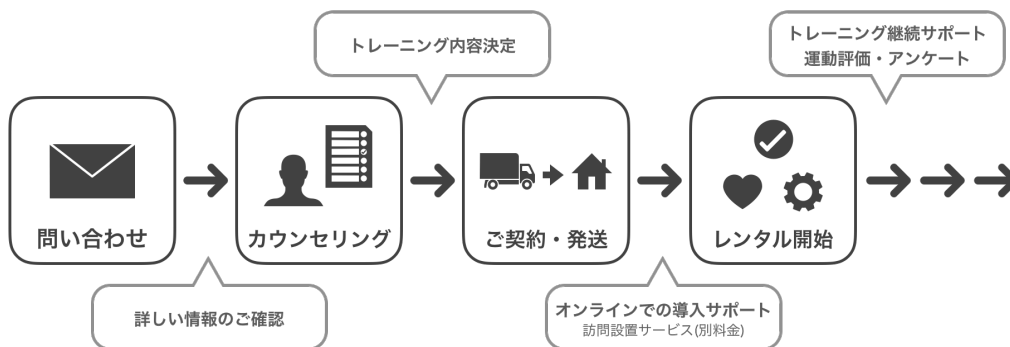 トレーニング内容決定
トレーニング継続サポート
運動評価・アンケート
問い合わせ
カウンセリング
ご契約・発送
レンタル開始
詳しい情報のご確認
オンラインでの導入サポート
訪問設置サービス(別料金)